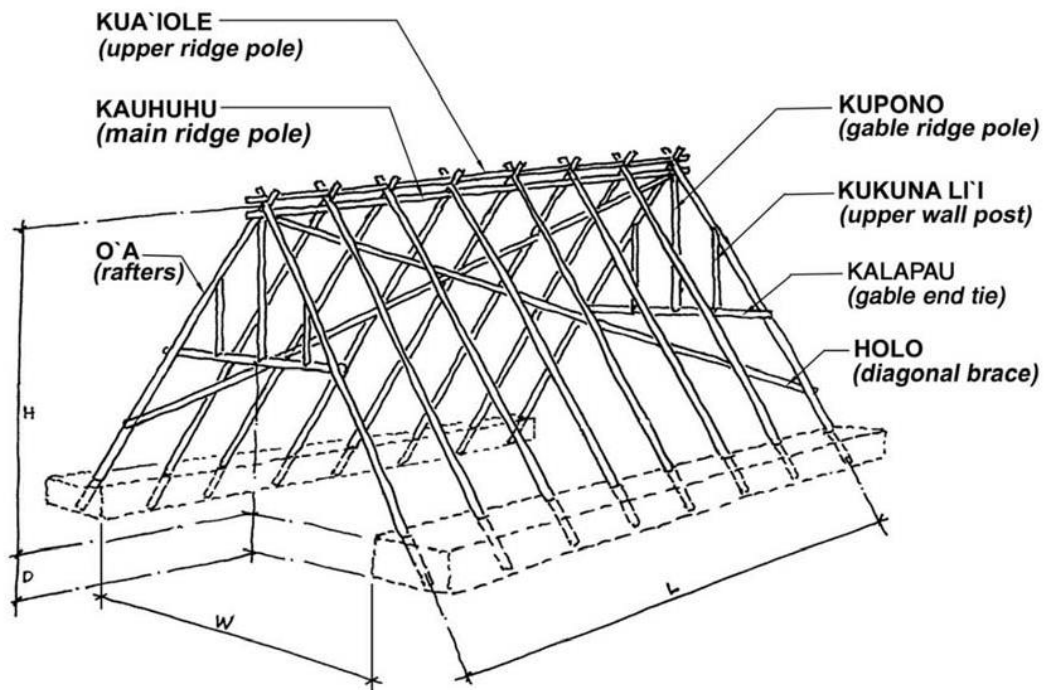 KUA`IOLE
(upper ridge pole)
KAUHUHU
(main ridge pole)
O`A
(rafters)
KUPONO
(gable ridge pole)
KUKUNA LI`I
(upper wall post)
KALAPAU
(gable end tie)
HOLO
(diagonal brace)
H
D
W
L